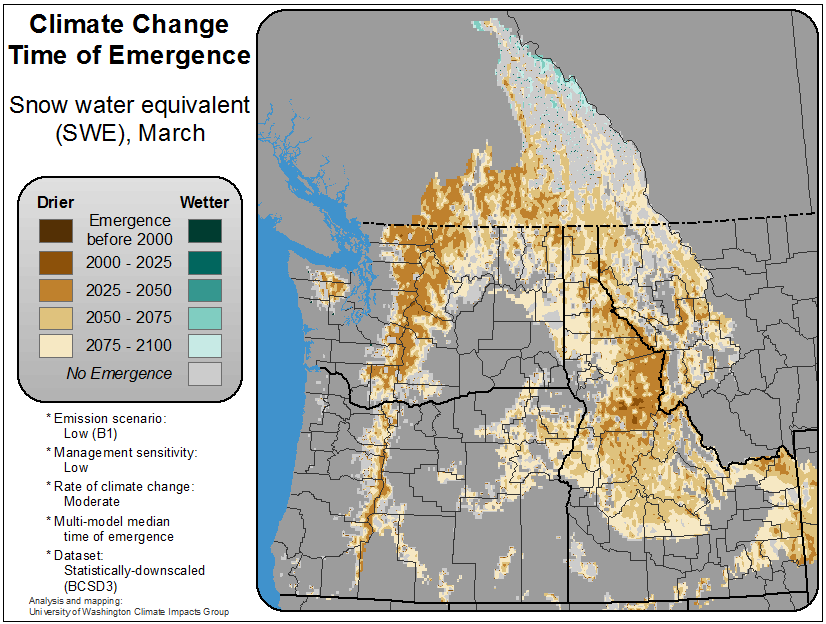 Climate Change
Time of Emergence
Snow water equivalent
(SWE), March
Drier
Wetter
Emergence
before 2000
2000 - 2025
2025 - 2050
2050 - 2075
2075 - 2100
No Emergence
* Emission scenario:
Low (B1)
* Management sensitivity:
Low
* Rate of climate change:
Moderate
* Multi-model median
time of emergence
* Dataset:
Statistically-downscaled
(BCSD3)
Analysis and mapping:
University of Washington Climate Impacts Group